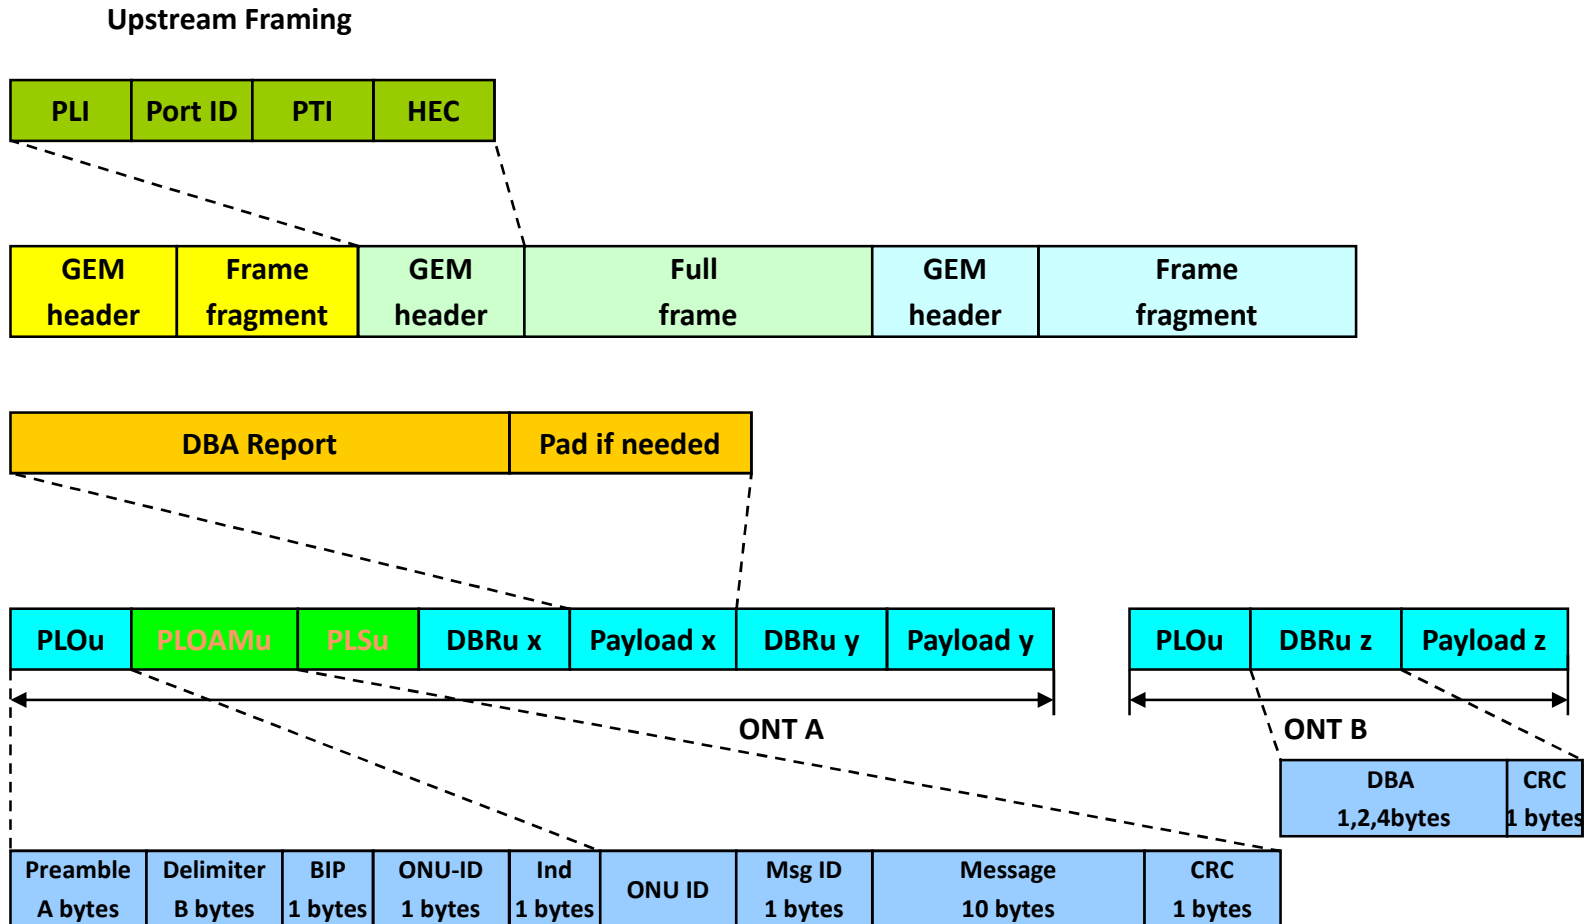 Upstream Framing
PLI Port ID PTI HEC
GEM Frame GEM Full GEM Frame
header fragment header frame header fragment
DBA Report Pad if needed
PLOu PLOAMu PLSu DBRu x Payload x DBRu y Payload y PLOu DBRu z Payload z
ONT A ONT B
DBA CRC
1,2,4bytes 1 bytes
Preamble Delimiter BIP ONU-ID Ind ONU ID Msg ID Message CRC
A bytes B bytes 1 bytes 1 bytes 1 bytes 1 bytes 10 bytes 1 bytes